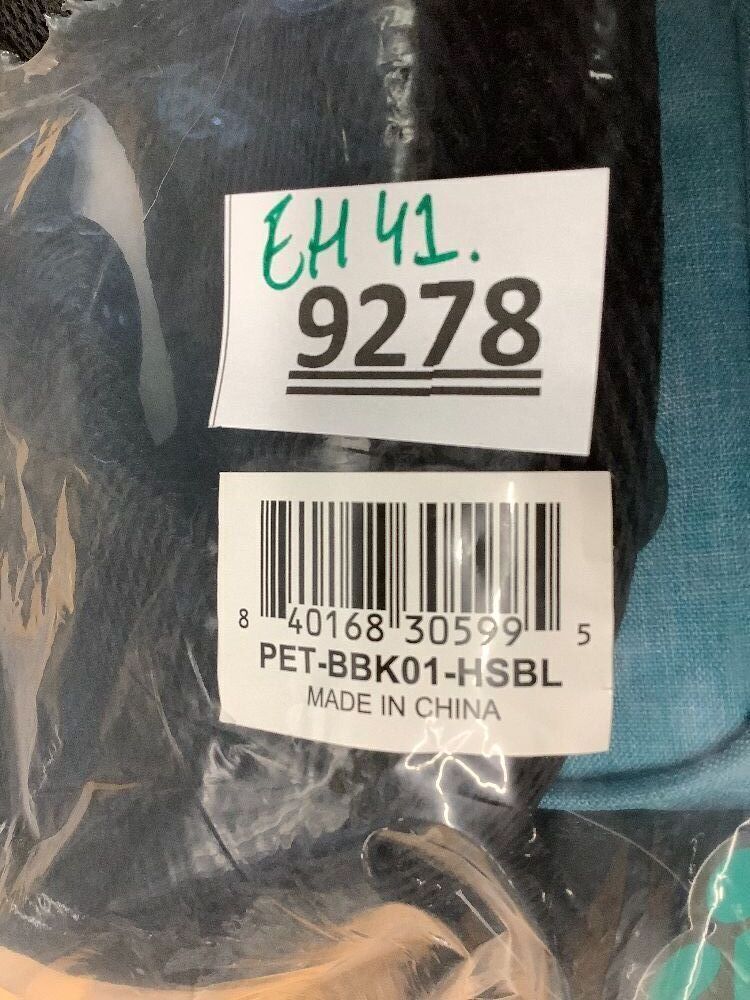 EH 41.
9278
8 40168 30599 5
PET-BBK01-HSBL
MADE IN CHINA